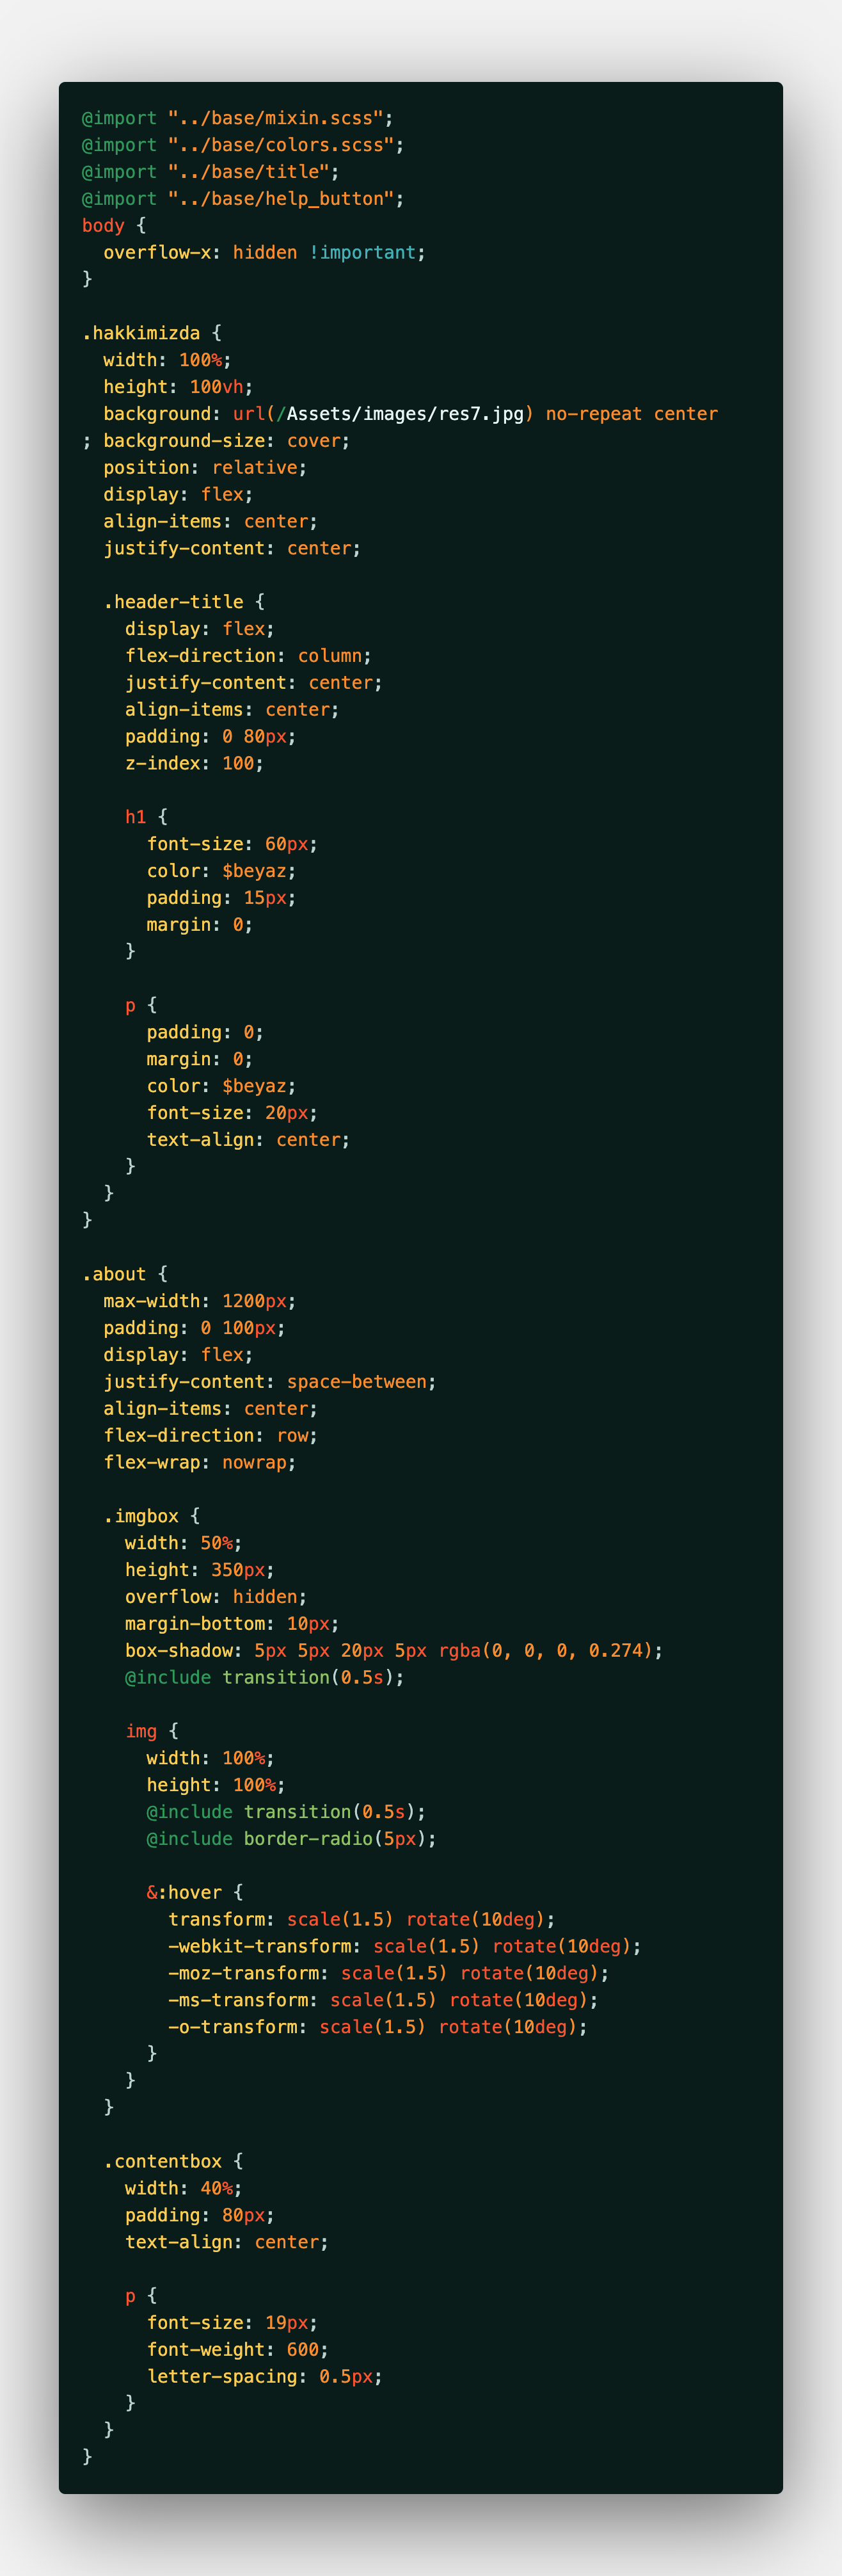 @import "../base/mixin.scss";
@import "../base/colors.scss";
@import "../base/title";
@import "../base/help_button";
body {
  overflow-x: hidden !important;
}

.hakkimizda {
  width: 100%;
  height: 100vh;
  background: url(/Assets/images/res7.jpg) no-repeat center
; background-size: cover;
  position: relative;
  display: flex;
  align-items: center;
  justify-content: center;

  .header-title {
    display: flex;
    flex-direction: column;
    justify-content: center;
    align-items: center;
    padding: 0 80px;
    z-index: 100;

    h1 {
      font-size: 60px;
      color: $beyaz;
      padding: 15px;
      margin: 0;
    }

    p {
      padding: 0;
      margin: 0;
      color: $beyaz;
      font-size: 20px;
      text-align: center;
    }
  }
}

.about {
  max-width: 1200px;
  padding: 0 100px;
  display: flex;
  justify-content: space-between;
  align-items: center;
  flex-direction: row;
  flex-wrap: nowrap;

  .imgbox {
    width: 50%;
    height: 350px;
    overflow: hidden;
    margin-bottom: 10px;
    box-shadow: 5px 5px 20px 5px rgba(0, 0, 0, 0.274);
    @include transition(0.5s);

    img {
      width: 100%;
      height: 100%;
      @include transition(0.5s);
      @include border-radio(5px);

      &:hover {
        transform: scale(1.5) rotate(10deg);
        -webkit-transform: scale(1.5) rotate(10deg);
        -moz-transform: scale(1.5) rotate(10deg);
        -ms-transform: scale(1.5) rotate(10deg);
        -o-transform: scale(1.5) rotate(10deg);
      }
    }
  }

  .contentbox {
    width: 40%;
    padding: 80px;
    text-align: center;

    p {
      font-size: 19px;
      font-weight: 600;
      letter-spacing: 0.5px;
    }
  }
}